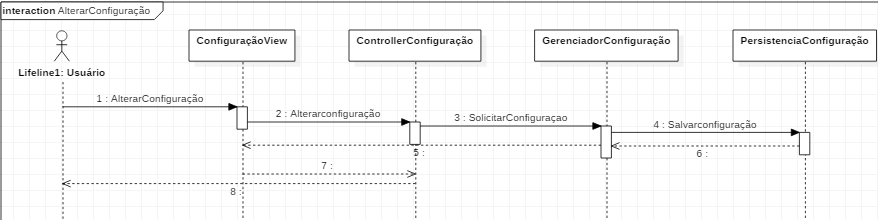 interaction AlterarConfiguração
ConfiguraçãoView
ControllerConfiguração
GerenciadorConfiguração
PersistenciaConfiguração
Lifeline1: Usuário
1 : AlterarConfiguração
2 : Alterarconfiguração
3 : SolicitarConfiguraçao
4 : Salvarconfiguração
5 :
6 :
7 :
8 :